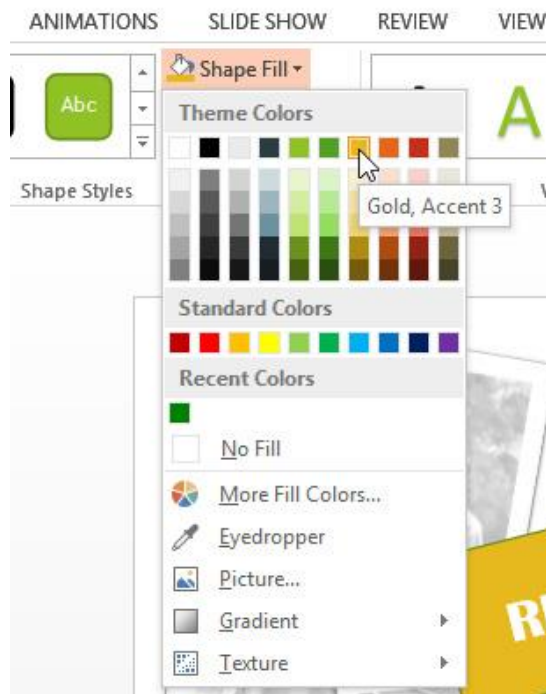 ANIMATIONS SLIDE SHOW REVIEW VIEW
Abc
Shape Fill
A
Theme Colors
Shape Styles
Gold, Accent 3
Standard Colors
Recent Colors
No Fill
More Fill Colors...
Eyedropper
Picture...
Gradient
Texture